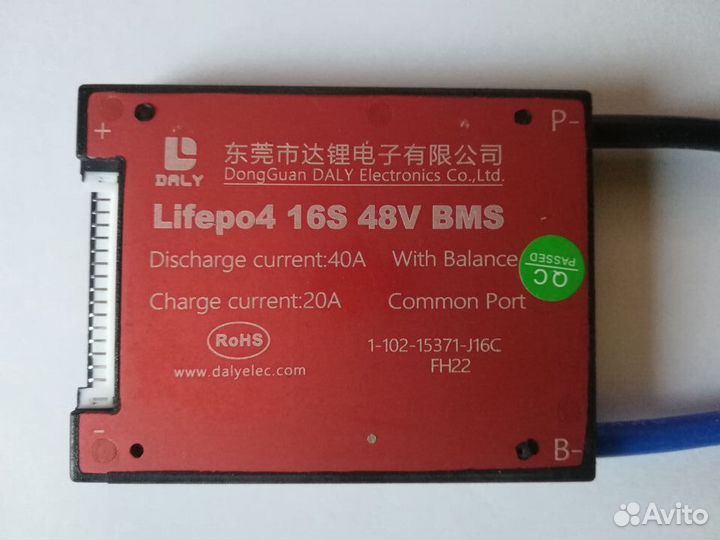 +
P-
DALY
东莞市达锂电子有限公司
DongGuan DALY Electronics Co.,Ltd.
Lifepo4 16S 48V BMS
Discharge current:40A With Balance
QC
PASSED
Charge current:20A Common Port
RoHS
1-102-15371-J16C
FH22
www.dalyelec.com
-
B-
Avito